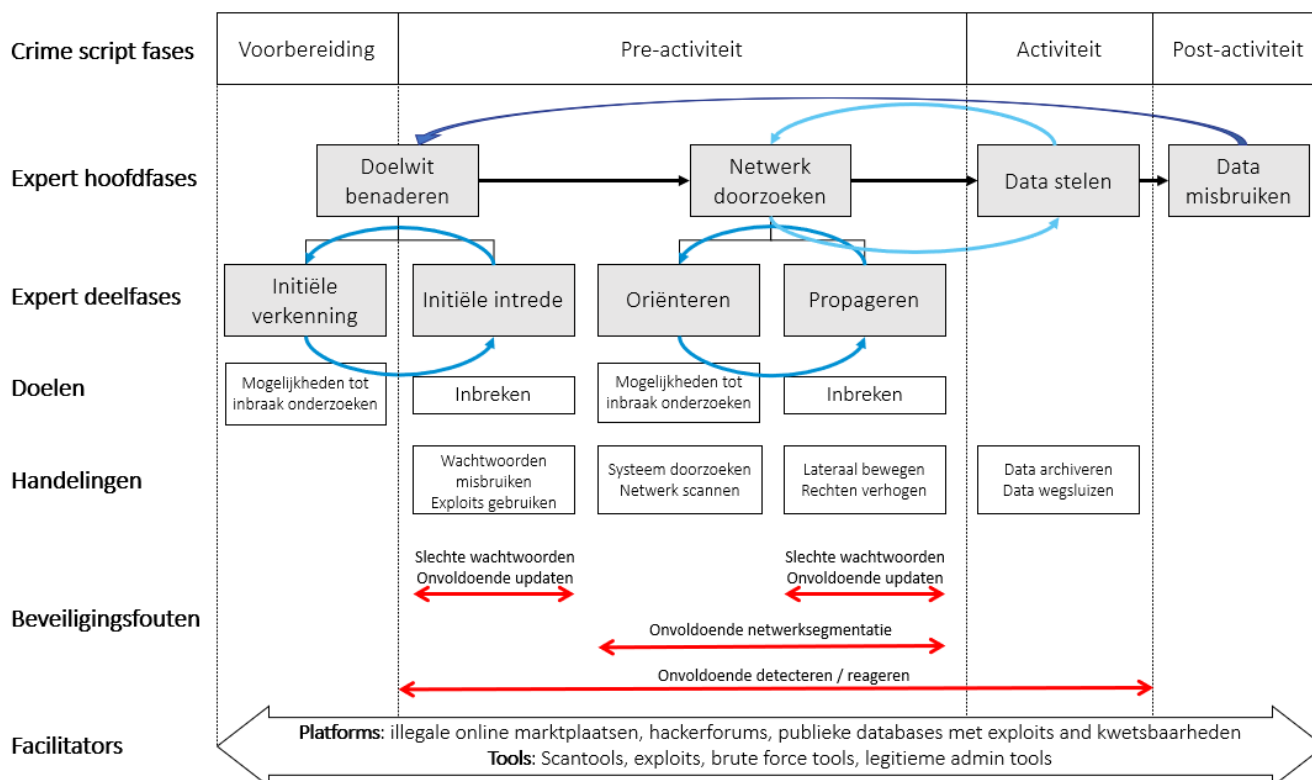 Crime script fases
Voorbereiding
Pre-activiteit
Activiteit
Post-activiteit
Expert hoofdfases
Doelwit
benaderen
Netwerk
doorzoeken
Data stelen
Data
misbruiken
Expert deelfases
Initiële
verkenning
Initiële intrede
Oriënteren
Propageren
Doelen
Mogelijkheden tot
inbraak onderzoeken
Inbreken
Mogelijkheden tot
inbraak onderzoeken
Inbreken
Handelingen
Wachtwoorden
misbruiken
Exploits gebruiken
Systeem doorzoeken
Netwerk scannen
Lateraal bewegen
Rechten verhogen
Data archiveren
Data wegsluizen
Beveiligingsfouten
Slechte wachtwoorden
Onvoldoende updaten
Slechte wachtwoorden
Onvoldoende updaten
Onvoldoende netwerksegmentatie
Onvoldoende detecteren / reageren
Facilitators
Platforms: illegale online marktplaatsen, hackerforums, publieke databases met exploits and kwetsbaarheden
Tools: Scantools, exploits, brute force tools, legitieme admin tools